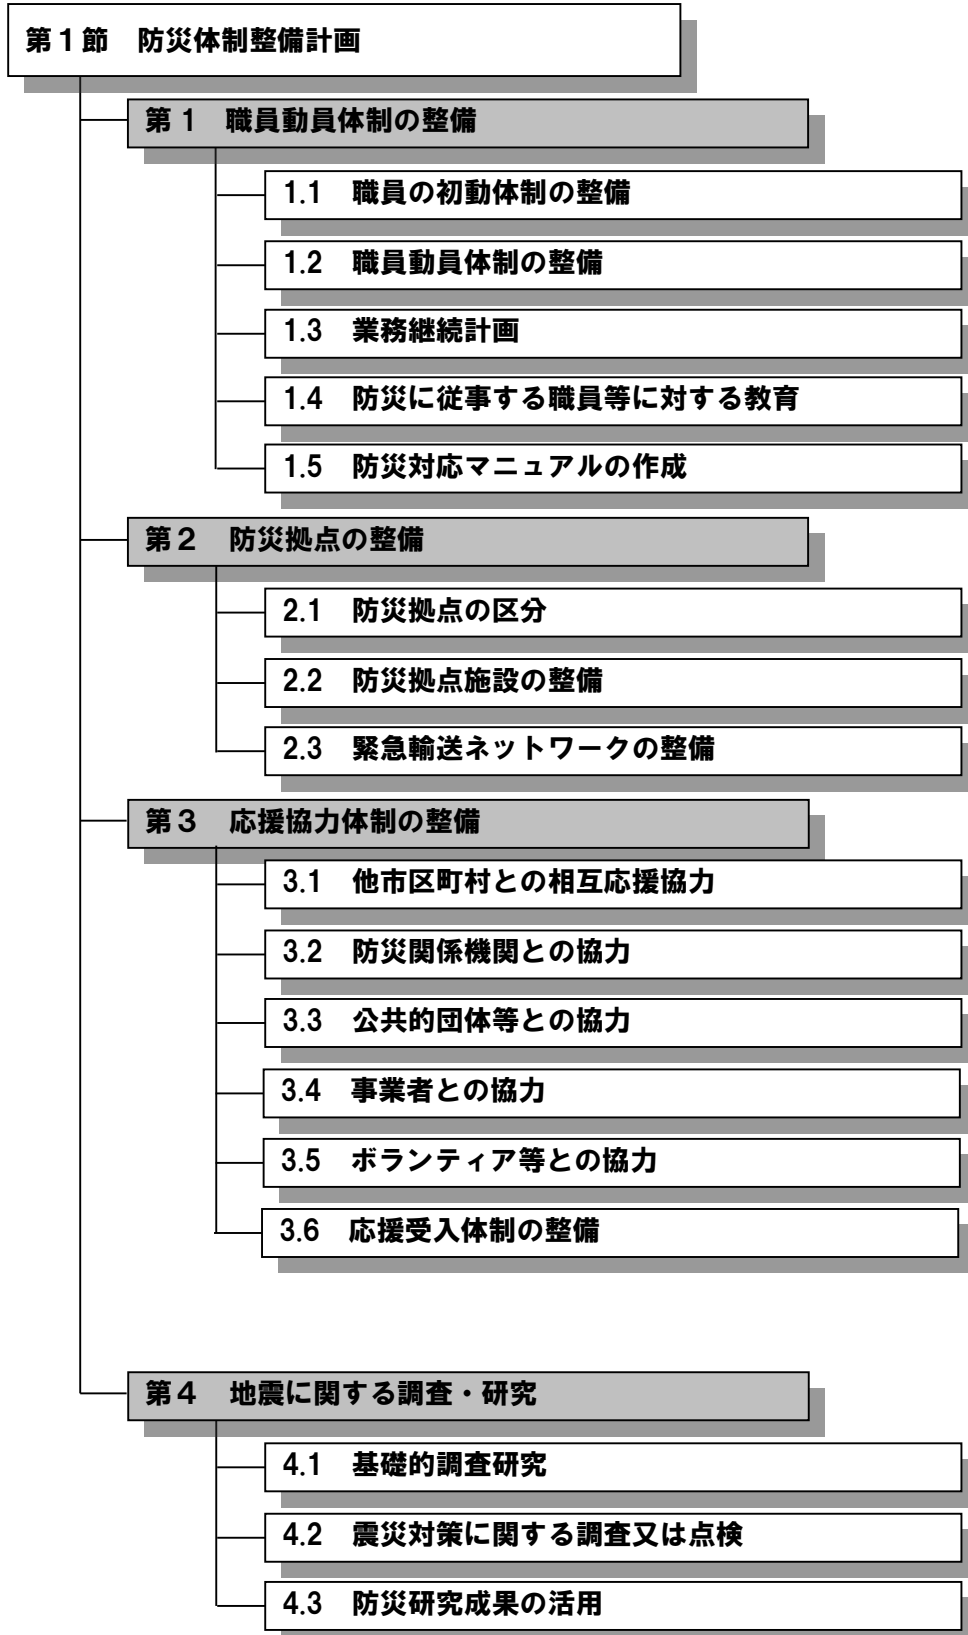 第１節　防災体制整備計画
第１　職員動員体制の整備
1.1　職員の初動体制の整備
1.2　職員動員体制の整備
1.3　業務継続計画
1.4　防災に従事する職員等に対する教育
1.5　防災対応マニュアルの作成
第２　防災拠点の整備
2.1　防災拠点の区分
2.2　防災拠点施設の整備
2.3　緊急輸送ネットワークの整備
第３　応援協力体制の整備
3.1　他市区町村との相互応援協力
3.2　防災関係機関との協力
3.3　公共的団体等との協力
3.4　事業者との協力
3.5　ボランティア等との協力
3.6　応援受入体制の整備
第４　地震に関する調査・研究
4.1　基礎的調査研究
4.2　震災対策に関する調査又は点検
4.3　防災研究成果の活用